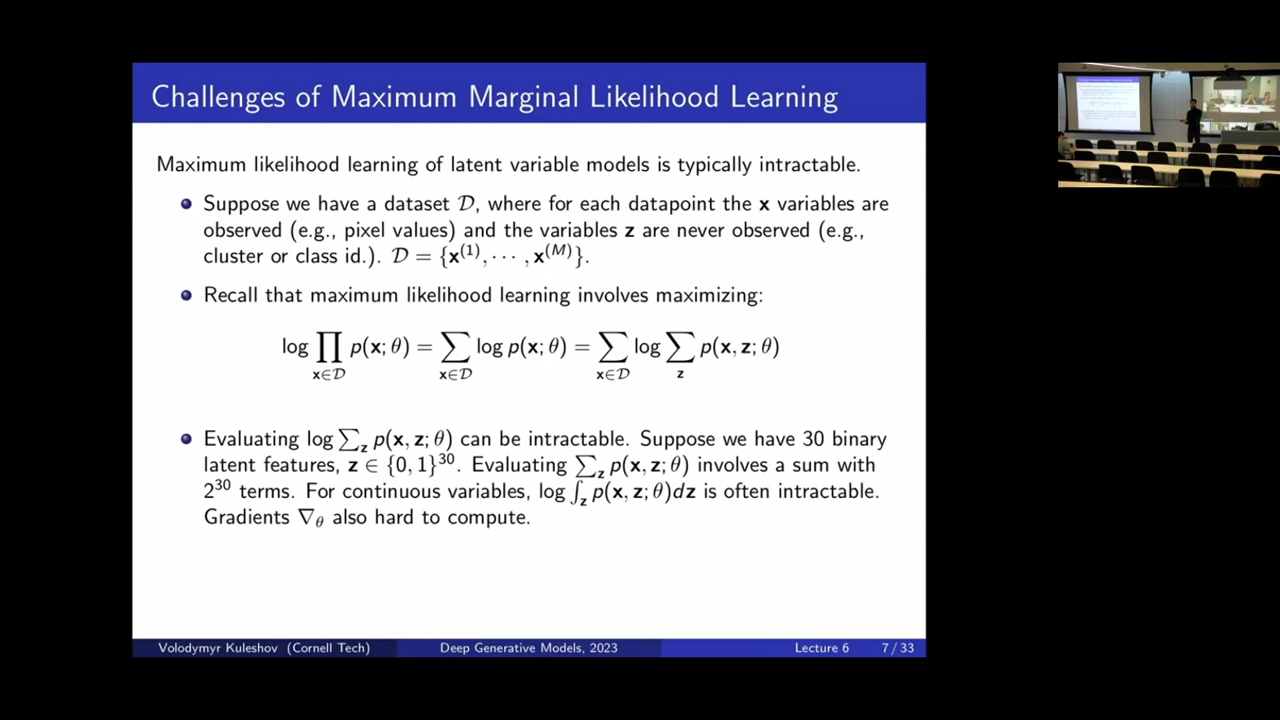 Challenges of Maximum Marginal Likelihood Learning
Maximum likelihood learning of latent variable models is typically intractable.
Suppose we have a dataset 𝒟, where for each datapoint the x variables are
observed (e.g., pixel values) and the variables z are never observed (e.g.,
cluster or class id.). 𝒟 = {x⁽¹⁾, ⋯ , x⁽ᴹ⁾}.
Recall that maximum likelihood learning involves maximizing:
log ∏_{x∈𝒟} p(x; θ) = ∑_{x∈𝒟} log p(x; θ) = ∑_{x∈𝒟} log ∑_z p(x, z; θ)
Evaluating log ∑_z p(x, z; θ) can be intractable. Suppose we have 30 binary
latent features, z ∈ {0, 1}³⁰. Evaluating ∑_z p(x, z; θ) involves a sum with
2³⁰ terms. For continuous variables, log ∫_z p(x, z; θ)dz is often intractable.
Gradients ∇_θ also hard to compute.
Volodymyr Kuleshov (Cornell Tech) Deep Generative Models, 2023 Lecture 6 7 / 33